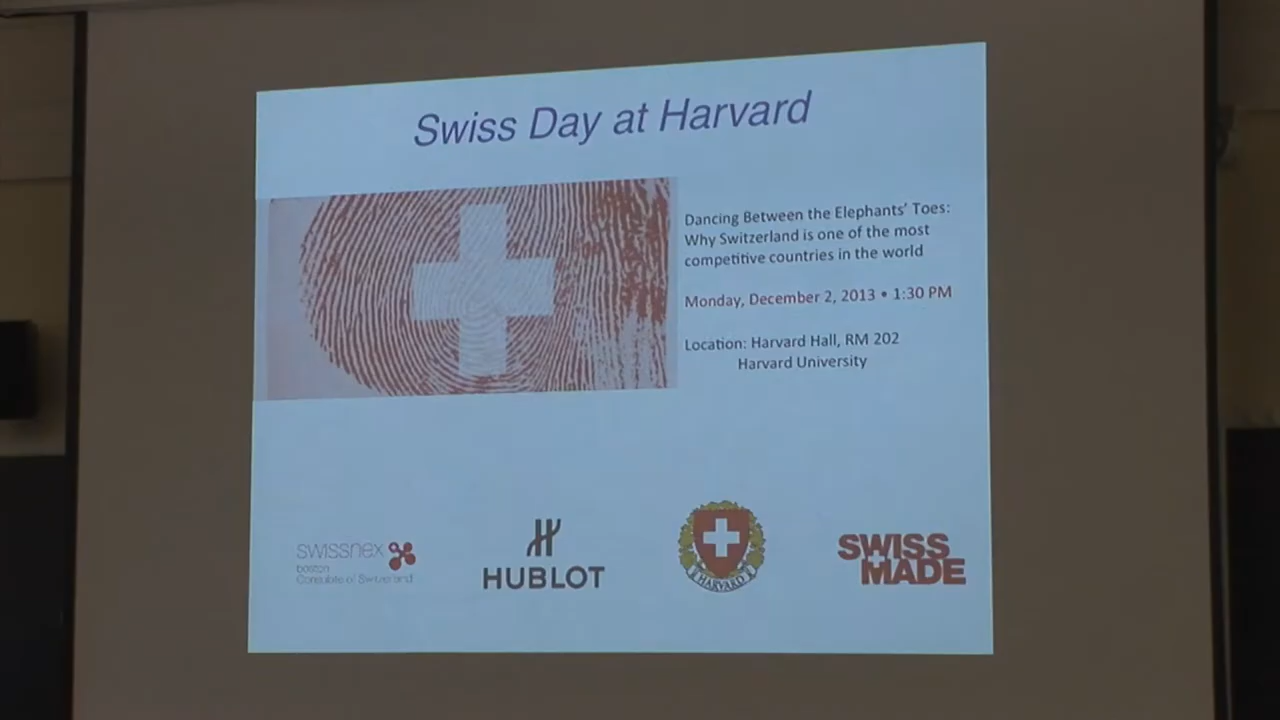 Swiss Day at Harvard
Dancing Between the Elephants' Toes:
Why Switzerland is one of the most
competitive countries in the world
Monday, December 2, 2013 • 1:30 PM
Location: Harvard Hall, RM 202
Harvard University
swissnex
boston
Consulate of Switzerland
HUBLOT
HARVARD
SWISS
MADE